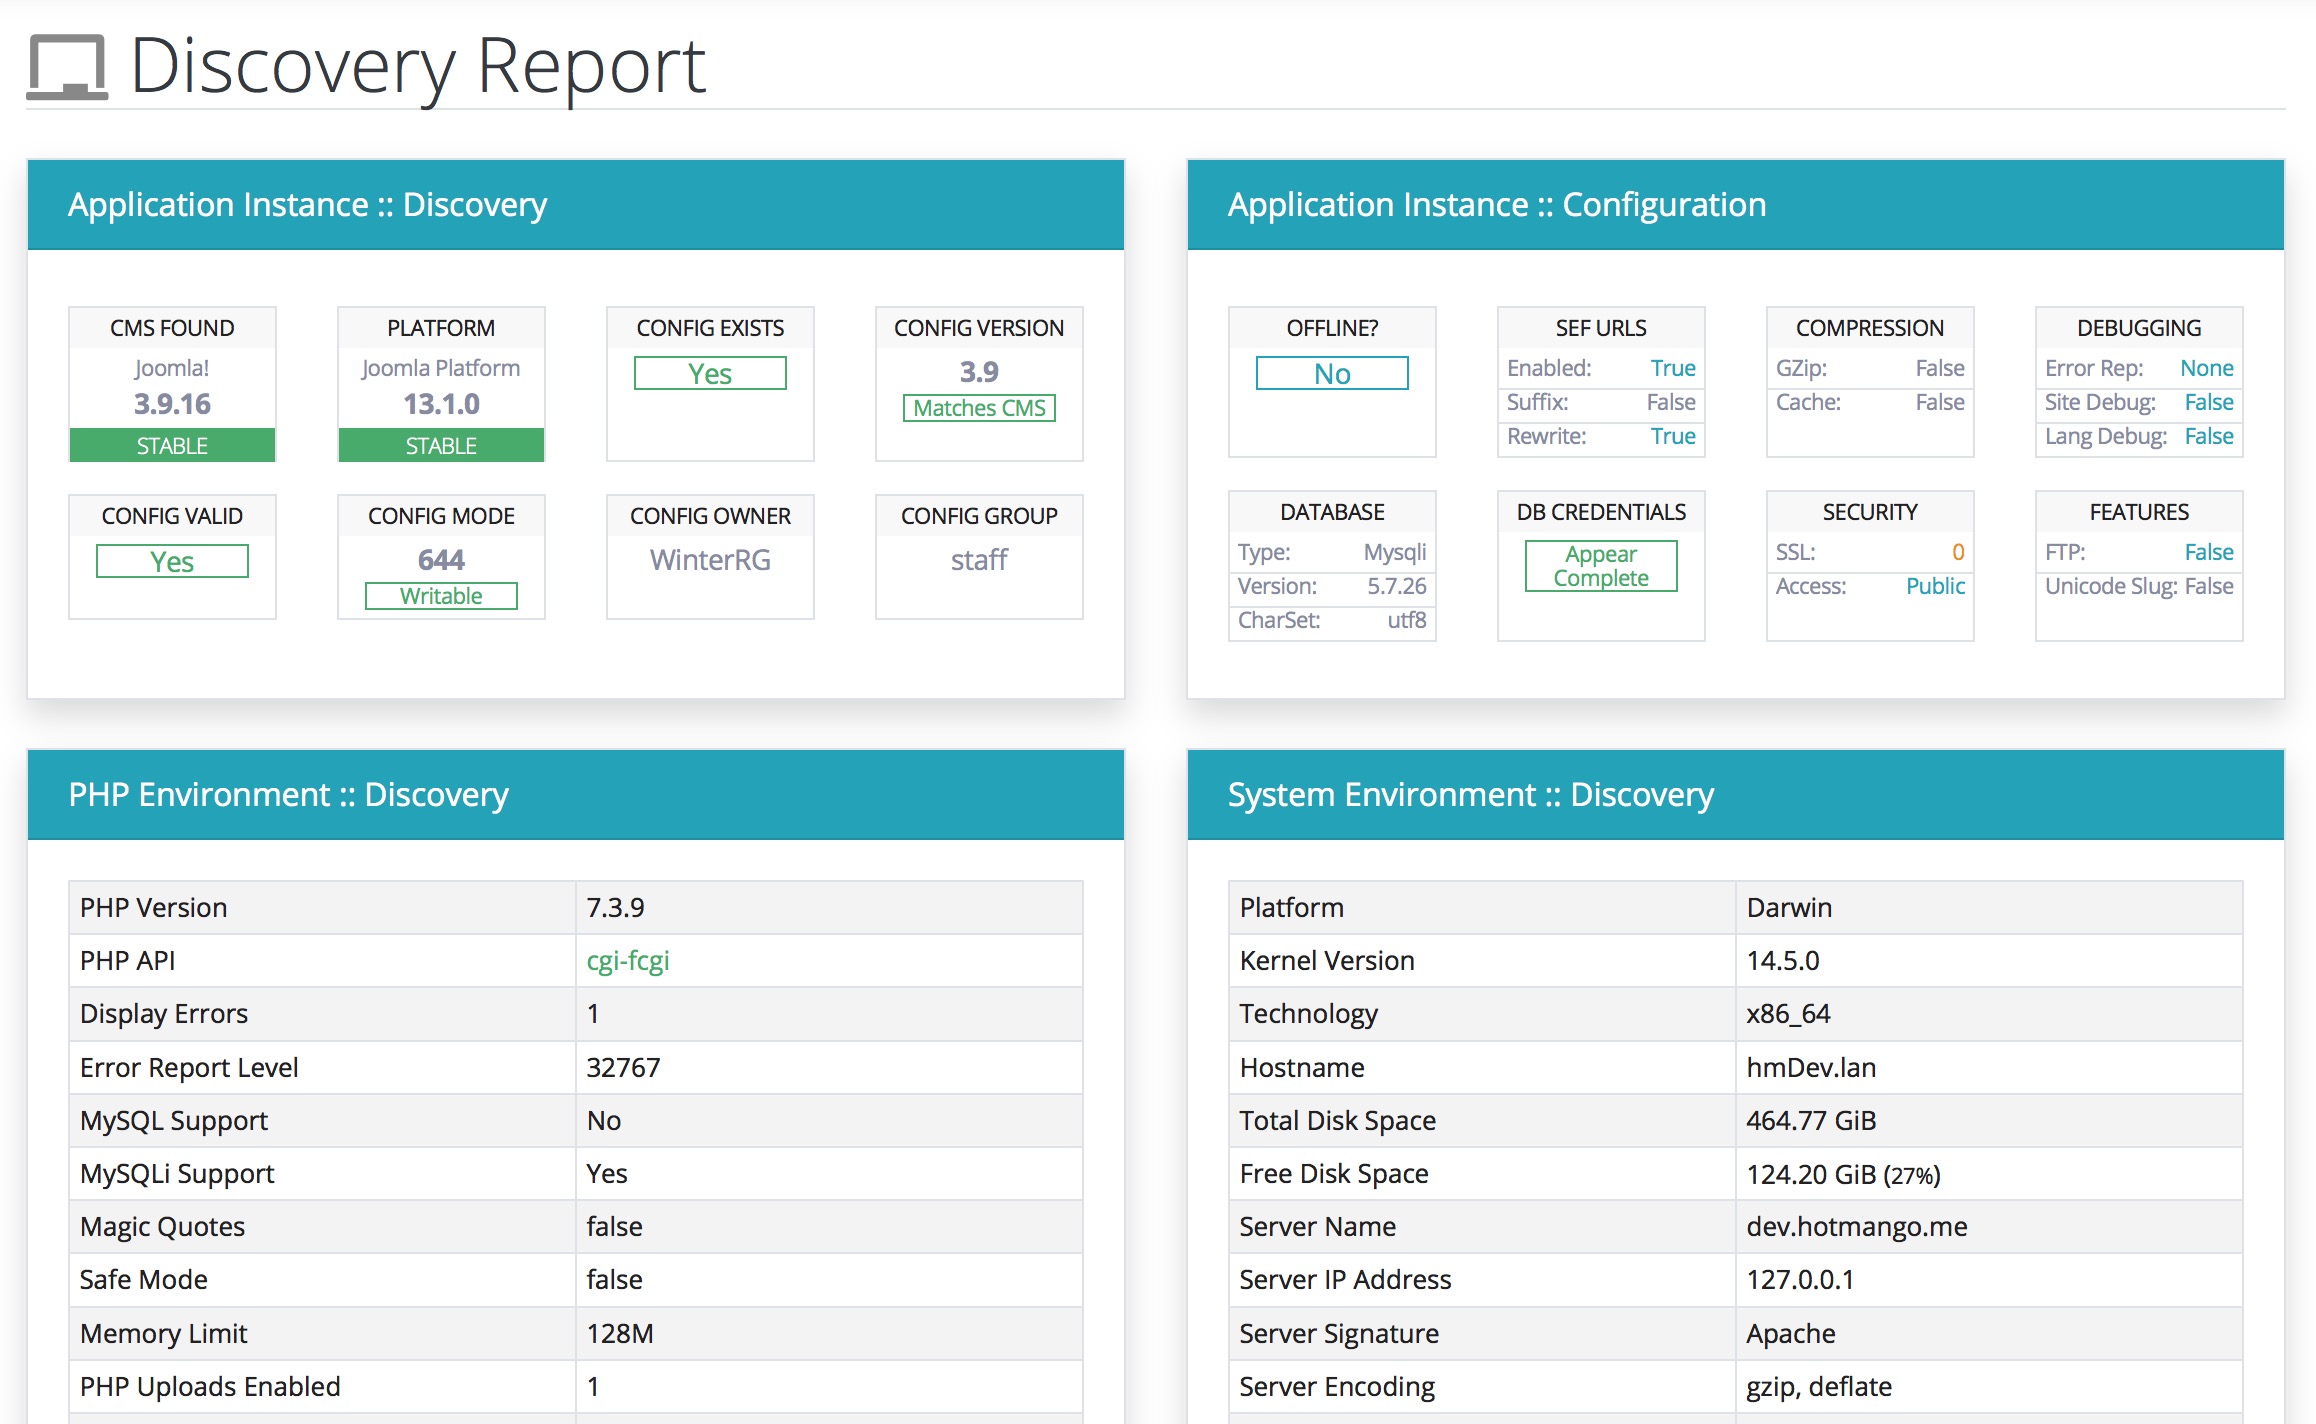 Discovery Report
Application Instance :: Discovery
CMS FOUND
Joomla!
3.9.16
STABLE
PLATFORM
Joomla Platform
13.1.0
STABLE
CONFIG EXISTS
Yes
CONFIG VERSION
3.9
Matches CMS
CONFIG VALID
Yes
CONFIG MODE
644
Writable
CONFIG OWNER
WinterRG
CONFIG GROUP
staff
Application Instance :: Configuration
OFFLINE?
No
SEF URLS
Enabled: True
Suffix: False
Rewrite: True
COMPRESSION
GZip: False
Cache: False
DEBUGGING
Error Rep: None
Site Debug: False
Lang Debug: False
DATABASE
Type: Mysqli
Version: 5.7.26
CharSet: utf8
DB CREDENTIALS
Appear
Complete
SECURITY
SSL: 0
Access: Public
FEATURES
FTP: False
Unicode Slug: False
PHP Environment :: Discovery
PHP Version 7.3.9
PHP API cgi-fcgi
Display Errors 1
Error Report Level 32767
MySQL Support No
MySQLi Support Yes
Magic Quotes false
Safe Mode false
Memory Limit 128M
PHP Uploads Enabled 1
System Environment :: Discovery
Platform Darwin
Kernel Version 14.5.0
Technology x86_64
Hostname hmDev.lan
Total Disk Space 464.77 GiB
Free Disk Space 124.20 GiB (27%)
Server Name dev.hotmango.me
Server IP Address 127.0.0.1
Server Signature Apache
Server Encoding gzip, deflate